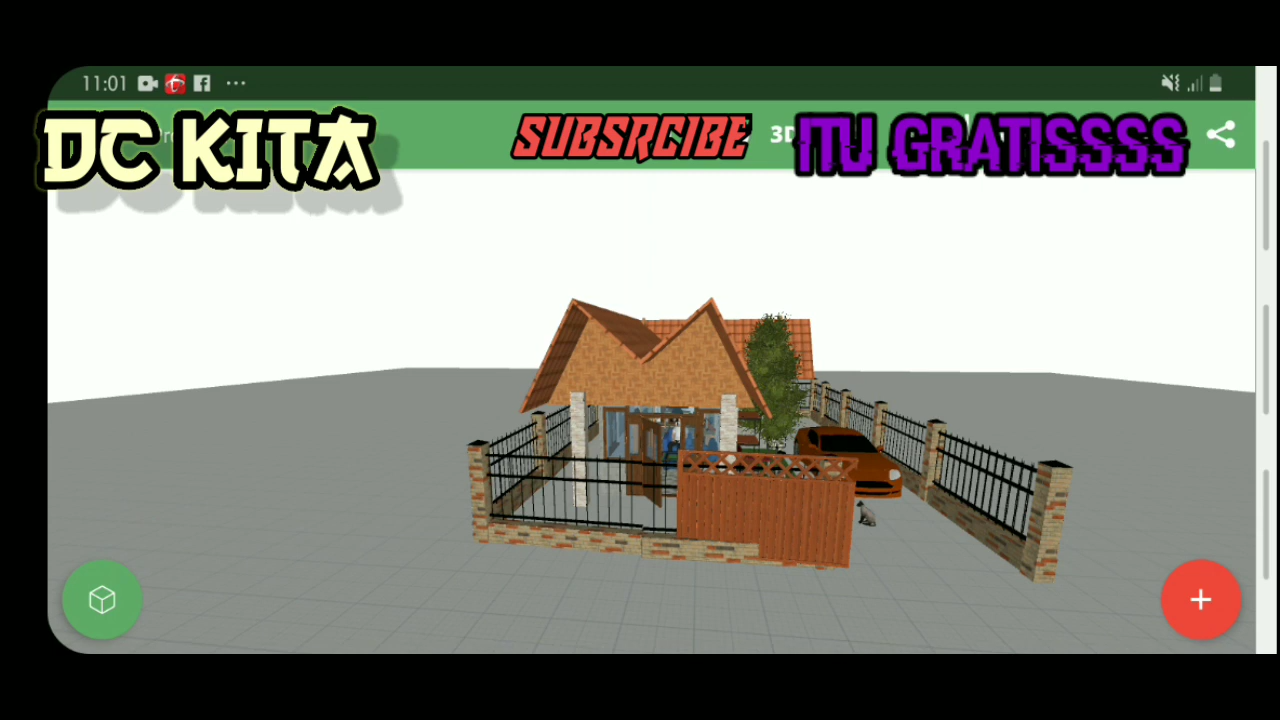 11:01
DC KITA
SUBSRCIBE
3D
ITU GRATISSSS